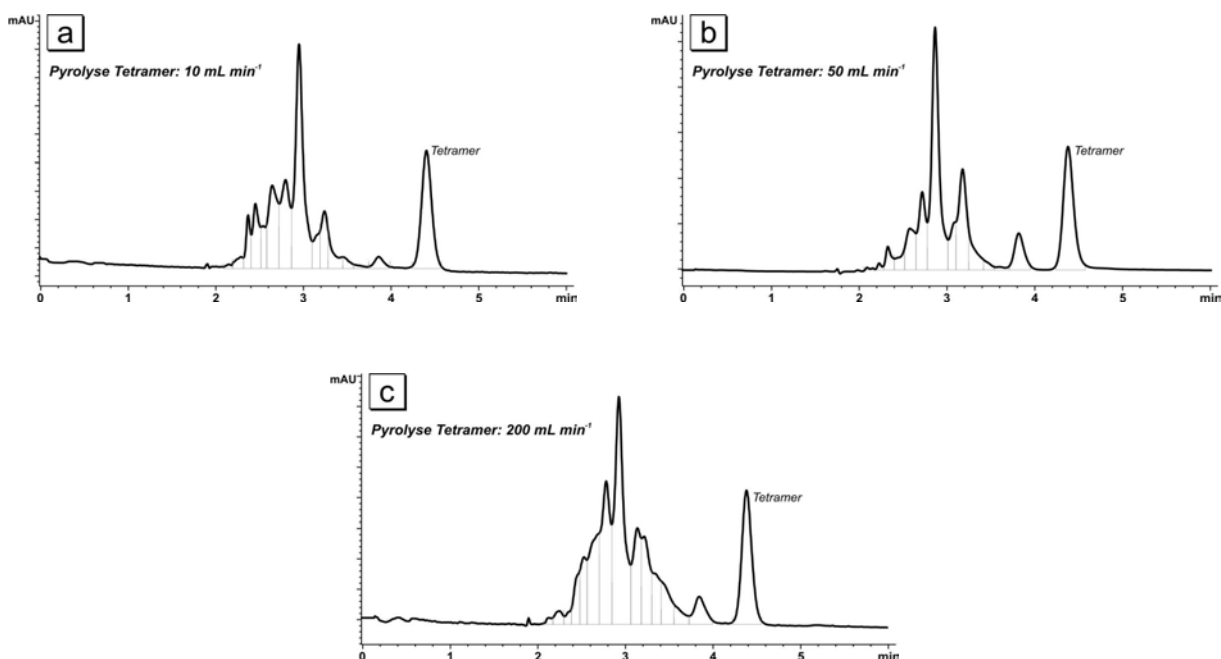 mAU
a
Pyrolyse Tetramer: 10 mL min⁻¹
Tetramer
0 1 2 3 4 5 min
mAU
b
Pyrolyse Tetramer: 50 mL min⁻¹
Tetramer
0 1 2 3 4 5 min
mAU
c
Pyrolyse Tetramer: 200 mL min⁻¹
Tetramer
0 1 2 3 4 5 min